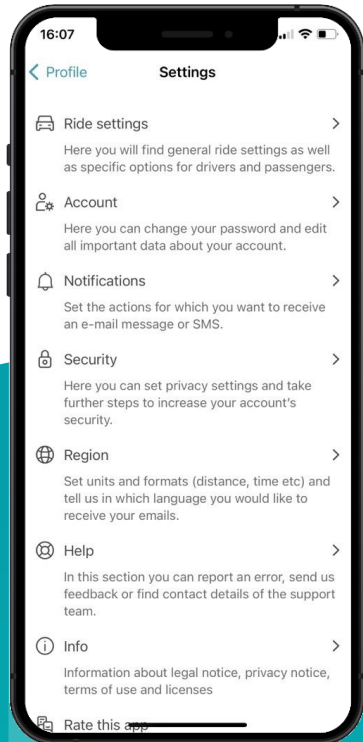 16:07
Profile
Settings
Ride settings
Here you will find general ride settings as well
as specific options for drivers and passengers.
Account
Here you can change your password and edit
all important data about your account.
Notifications
Set the actions for which you want to receive
an e-mail message or SMS.
Security
Here you can set privacy settings and take
further steps to increase your account's
security.
Region
Set units and formats (distance, time etc) and
tell us in which language you would like to
receive your emails.
Help
In this section you can report an error, send us
feedback or find contact details of the support
team.
Info
Information about legal notice, privacy notice,
terms of use and licenses
Rate this app